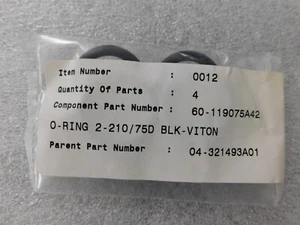 Item Number : 0012
Quantity Of Parts : 4
Component Part Number : 60-119075A42
O-RING 2-210/75D BLK-VITON
Parent Part Number : 04-321493A01